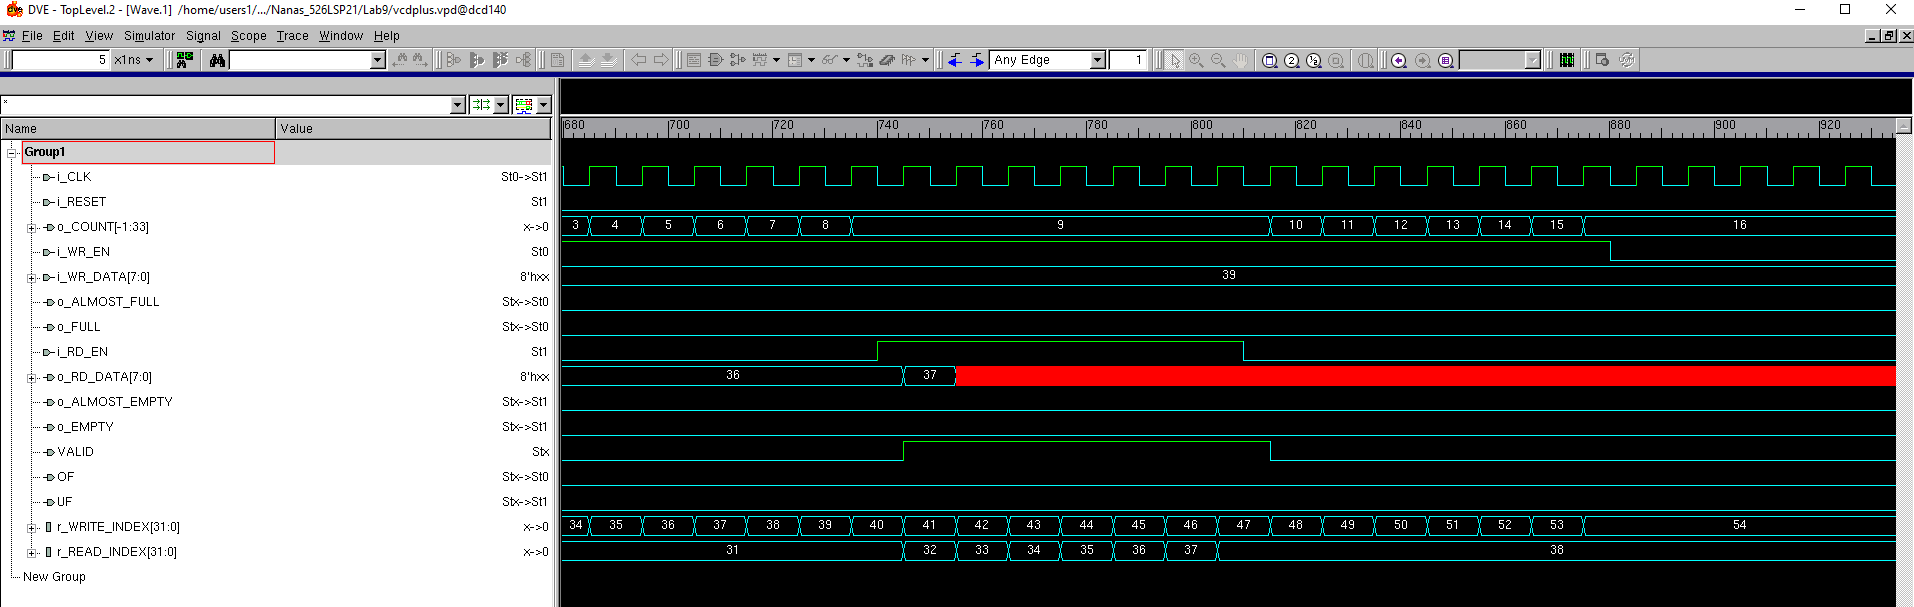 DVE - TopLevel.2 - [Wave.1] /home/users1/.../Nanas_526LSP21/Lab9/vcdplus.vpd@dcd140
File Edit View Simulator Signal Scope Trace Window Help
5 x1ns Any Edge 1
*
Name Value
680 700 720 740 760 780 800 820 840 860 880 900 920
Group1
i_CLK St0->St1
i_RESET St1
o_COUNT[-1:33] x->0 3 4 5 6 7 8 9 10 11 12 13 14 15 16
i_WR_EN St0
i_WR_DATA[7:0] 8'hxx 39
o_ALMOST_FULL Stx->St0
o_FULL Stx->St0
i_RD_EN St1
o_RD_DATA[7:0] 8'hxx 36 37
o_ALMOST_EMPTY Stx->St1
o_EMPTY Stx->St1
VALID Stx
OF Stx->St0
UF Stx->St1
r_WRITE_INDEX[31:0] x->0 34 35 36 37 38 39 40 41 42 43 44 45 46 47 48 49 50 51 52 53 54
r_READ_INDEX[31:0] x->0 31 32 33 34 35 36 37 38
New Group